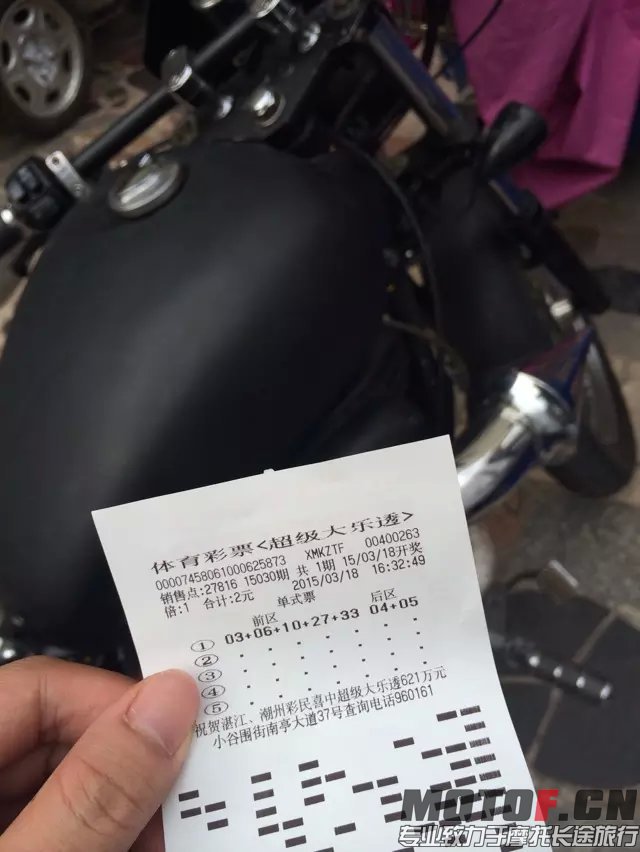 体育彩票<超级大乐透>
00007458061000625873 XMKZTF 00400263
销售点:27816 15030期 共 1期 15/03/18开奖
倍:1 合计:2元 2015/03/18 16:32:49
单式票
前区 后区
① 03+06+10+27+33 04+05
②
③
④
⑤
祝贺湛江、潮州彩民喜中超级大乐透621万元
小谷围街南亭大道37号查询电话960161
MOTOF.CN
专业致力于摩托长途旅行